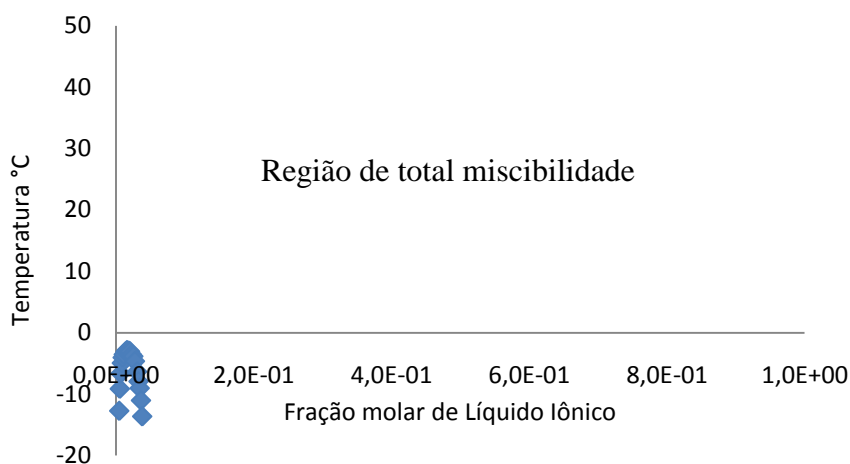 50
40
30
20
10
0
-10
-20
Temperatura °C
Região de total miscibilidade
0,0E+00 2,0E-01 4,0E-01 6,0E-01 8,0E-01 1,0E+00
Fração molar de Líquido Iônico